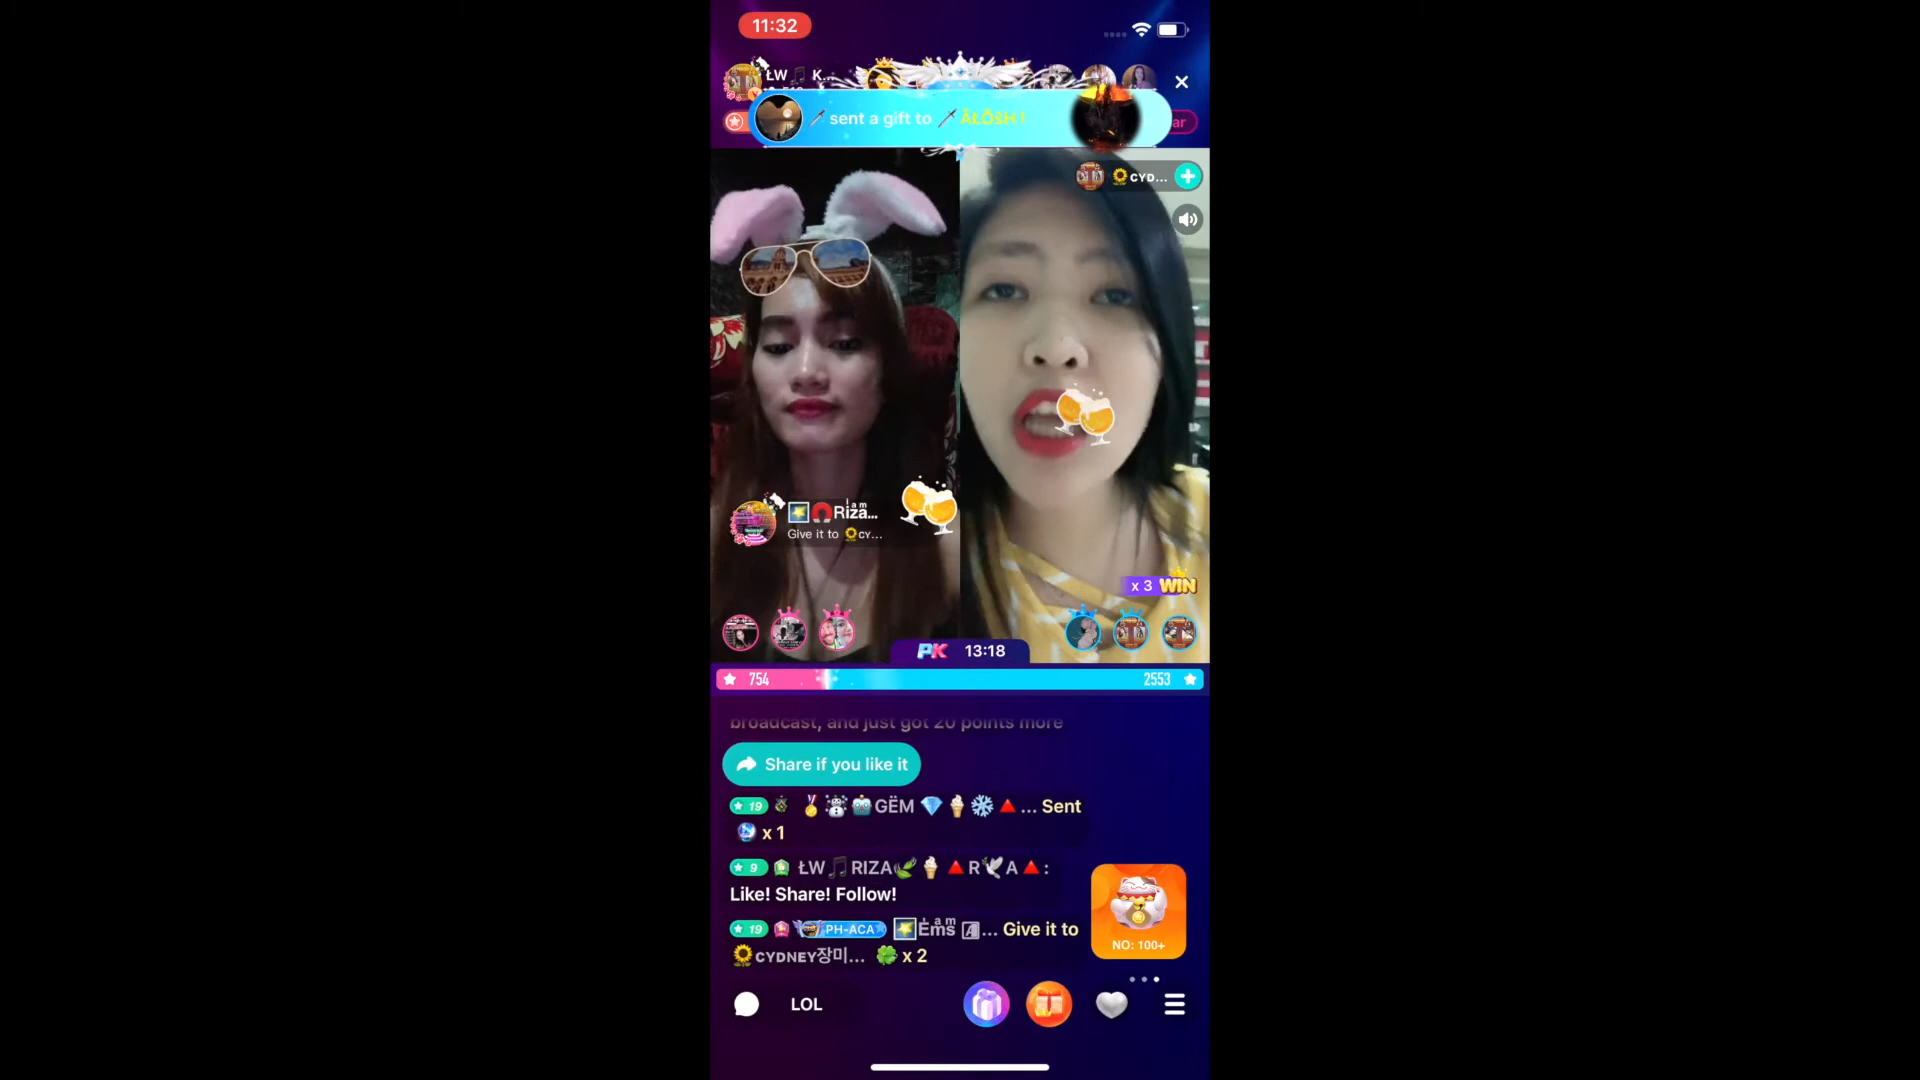 11:32
ŁW🎵 K...
sent a gift to 🗡 ÄŁÖSH1
ar
🌻CYD...
Riza...
Give it to 🌻CY...
x 3 WIN
PK 13:18
754
2553
broadcast, and just got 20 points more
Share if you like it
19 🏅☃🤖GËM 💎🍦❄🔺... Sent
x 1
9 ŁW🎵RIZA🌿🍦🔺R🕊A🔺:
Like! Share! Follow!
19 PH-ACA Ems 🅰... Give it to
🌻CYDNEY장미... 🍀 x 2
NO: 100+
LOL